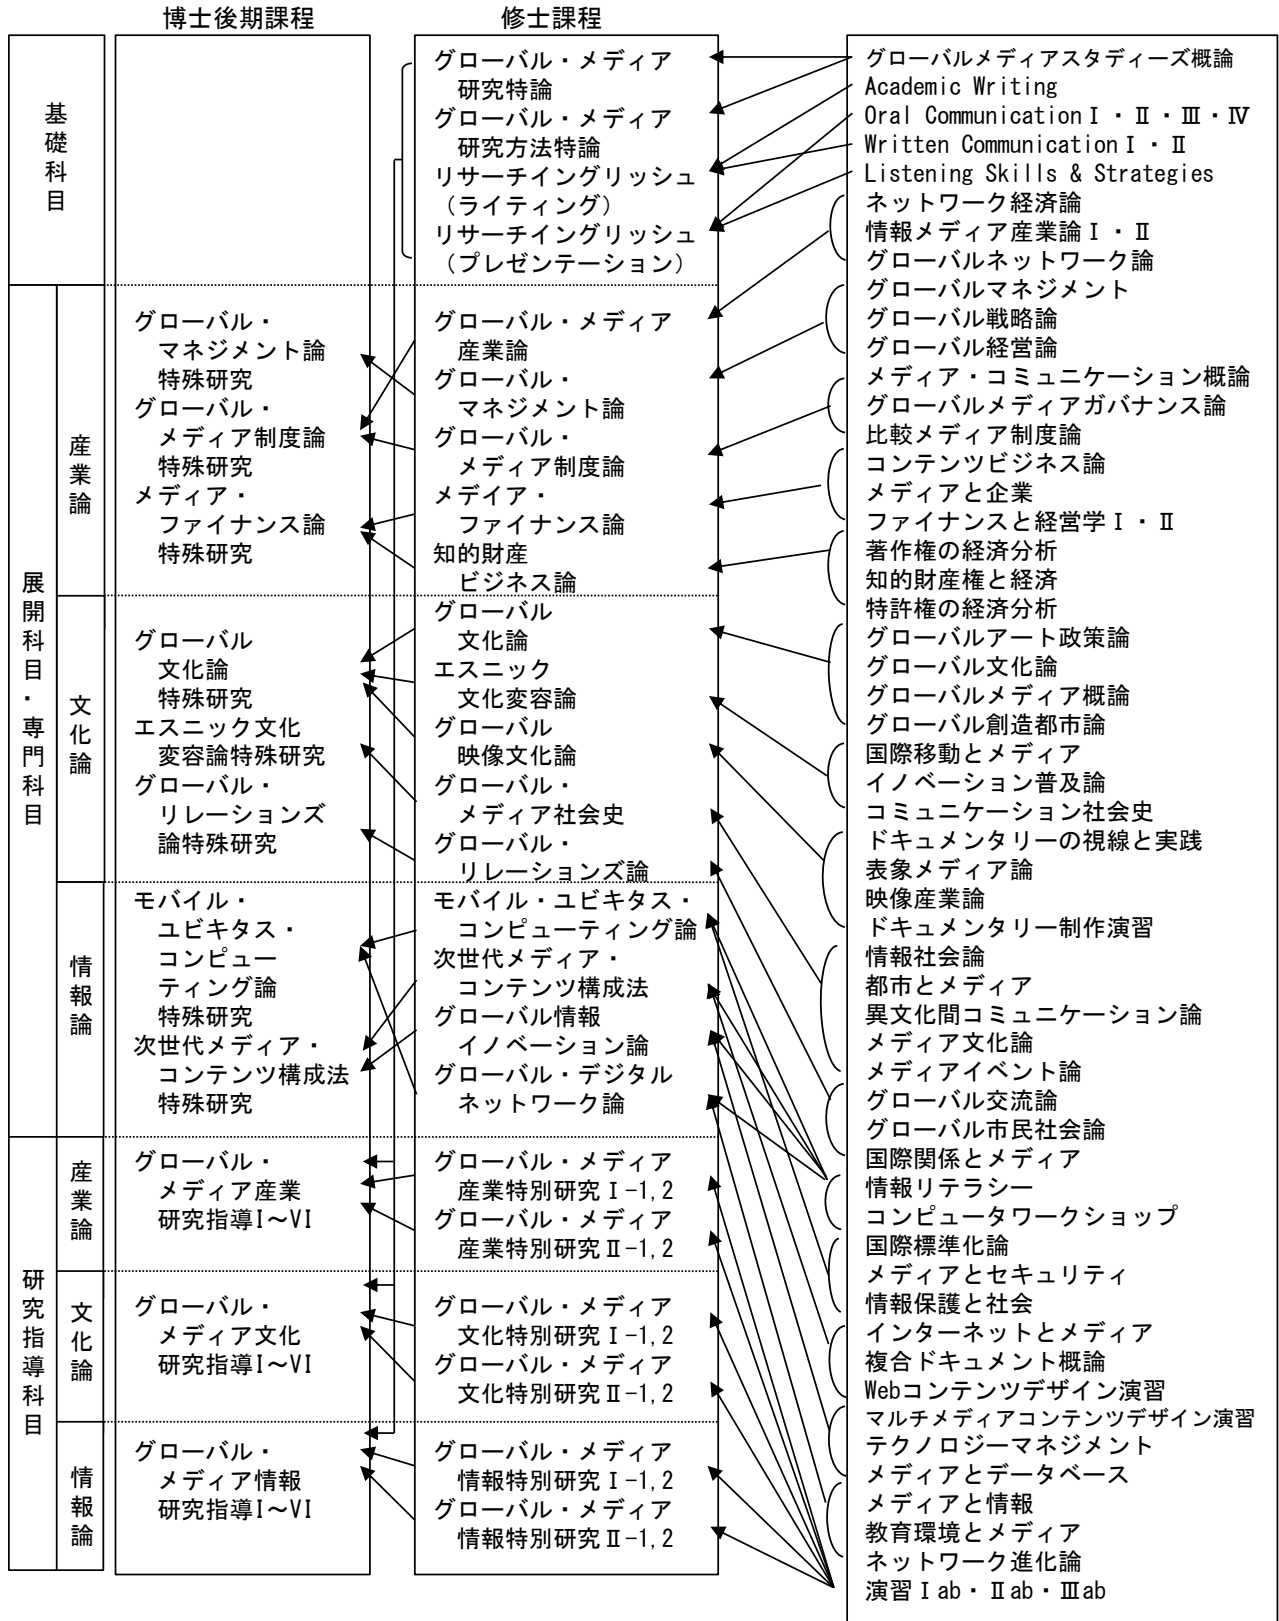 博士後期課程
修士課程
基礎科目
展開科目・専門科目
産業論
文化論
情報論
研究指導科目
産業論
文化論
情報論
グローバル・
マネジメント論
特殊研究
グローバル・
メディア制度論
特殊研究
メディア・
ファイナンス論
特殊研究
グローバル
文化論
特殊研究
エスニック文化
変容論特殊研究
グローバル・
リレーションズ
論特殊研究
モバイル・
ユビキタス・
コンピュー
ティング論
特殊研究
次世代メディア・
コンテンツ構成法
特殊研究
グローバル・
メディア産業
研究指導I～VI
グローバル・
メディア文化
研究指導I～VI
グローバル・
メディア情報
研究指導I～VI
グローバル・メディア
研究特論
グローバル・メディア
研究方法特論
リサーチイングリッシュ
（ライティング）
リサーチイングリッシュ
（プレゼンテーション）
グローバル・メディア
産業論
グローバル・
マネジメント論
グローバル・
メディア制度論
メデイア・
ファイナンス論
知的財産
ビジネス論
グローバル
文化論
エスニック
文化変容論
グローバル
映像文化論
グローバル・
メディア社会史
グローバル・
リレーションズ論
モバイル・ユビキタス・
コンピューティング論
次世代メディア・
コンテンツ構成法
グローバル情報
イノベーション論
グローバル・デジタル
ネットワーク論
グローバル・メディア
産業特別研究Ⅰ-1,2
グローバル・メディア
産業特別研究Ⅱ-1,2
グローバル・メディア
文化特別研究Ⅰ-1,2
グローバル・メディア
文化特別研究Ⅱ-1,2
グローバル・メディア
情報特別研究Ⅰ-1,2
グローバル・メディア
情報特別研究Ⅱ-1,2
グローバルメディアスタディーズ概論
Academic Writing
Oral CommunicationⅠ・Ⅱ・Ⅲ・Ⅳ
Written CommunicationⅠ・Ⅱ
Listening Skills & Strategies
ネットワーク経済論
情報メディア産業論Ⅰ・Ⅱ
グローバルネットワーク論
グローバルマネジメント
グローバル戦略論
グローバル経営論
メディア・コミュニケーション概論
グローバルメディアガバナンス論
比較メディア制度論
コンテンツビジネス論
メディアと企業
ファイナンスと経営学Ⅰ・Ⅱ
著作権の経済分析
知的財産権と経済
特許権の経済分析
グローバルアート政策論
グローバル文化論
グローバルメディア概論
グローバル創造都市論
国際移動とメディア
イノベーション普及論
コミュニケーション社会史
ドキュメンタリーの視線と実践
表象メディア論
映像産業論
ドキュメンタリー制作演習
情報社会論
都市とメディア
異文化間コミュニケーション論
メディア文化論
メディアイベント論
グローバル交流論
グローバル市民社会論
国際関係とメディア
情報リテラシー
コンピュータワークショップ
国際標準化論
メディアとセキュリティ
情報保護と社会
インターネットとメディア
複合ドキュメント概論
Webコンテンツデザイン演習
マルチメディアコンテンツデザイン演習
テクノロジーマネジメント
メディアとデータベース
メディアと情報
教育環境とメディア
ネットワーク進化論
演習Ⅰab・Ⅱab・Ⅲab